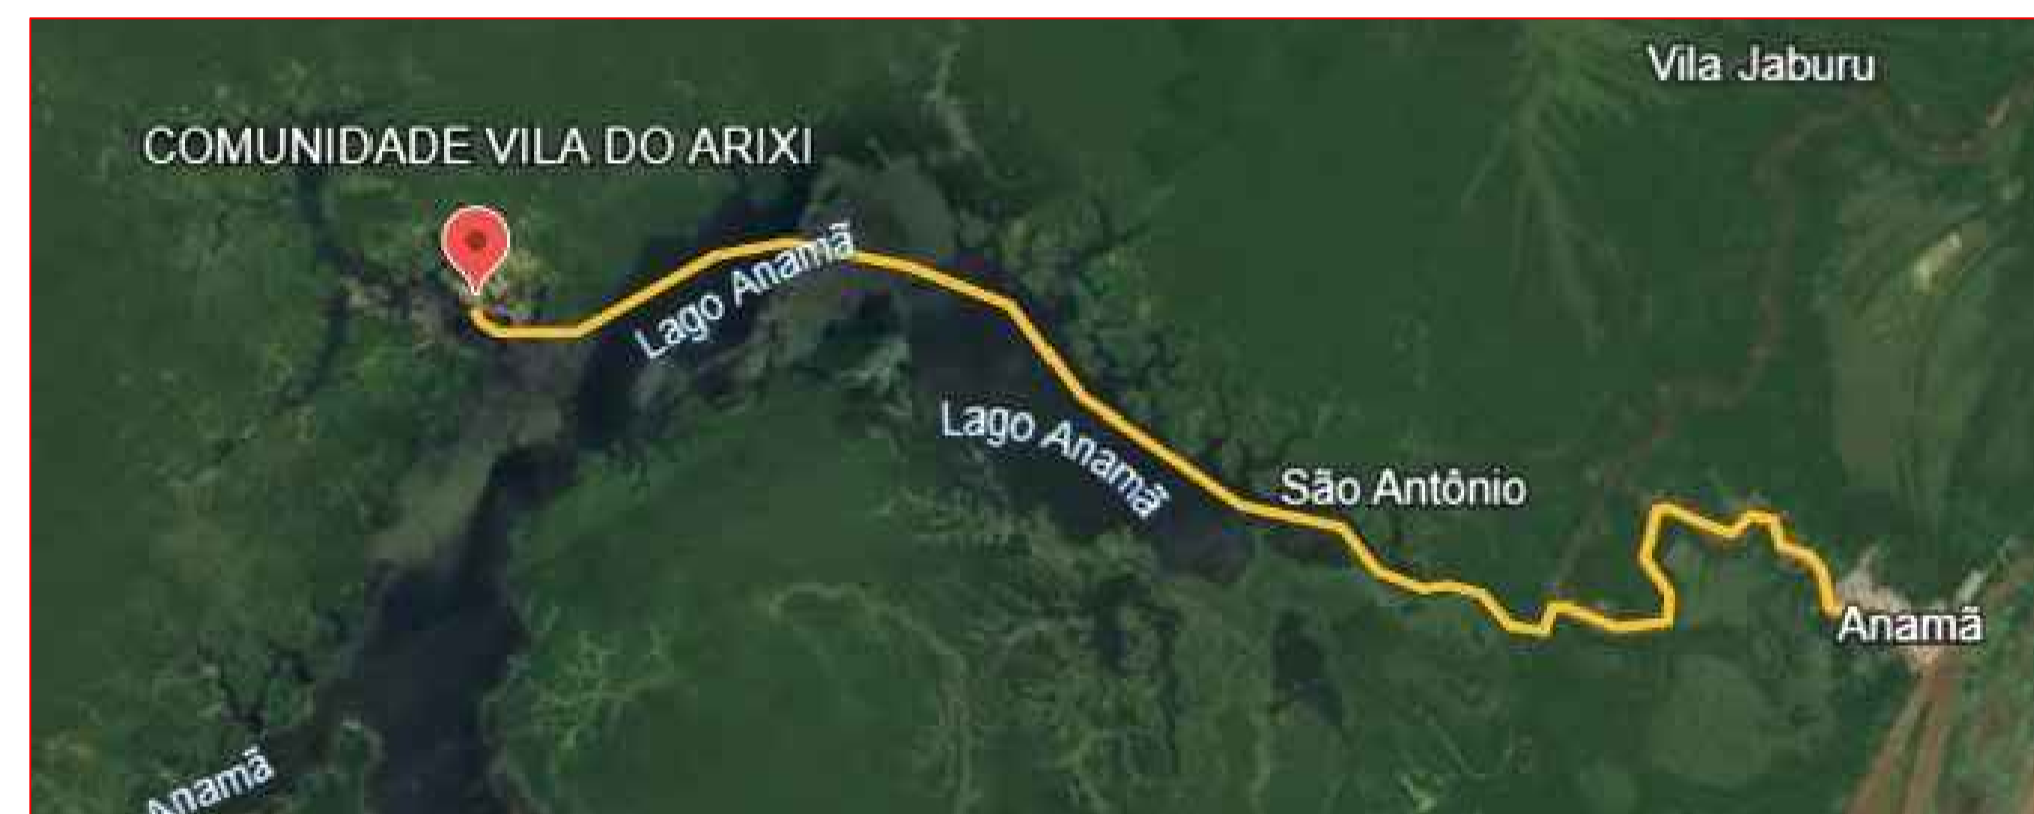 Vila Jaburu
COMUNIDADE VILA DO ARIXI
Lago Anamã
Lago Anamã
São Antônio
Anamã
Anamã